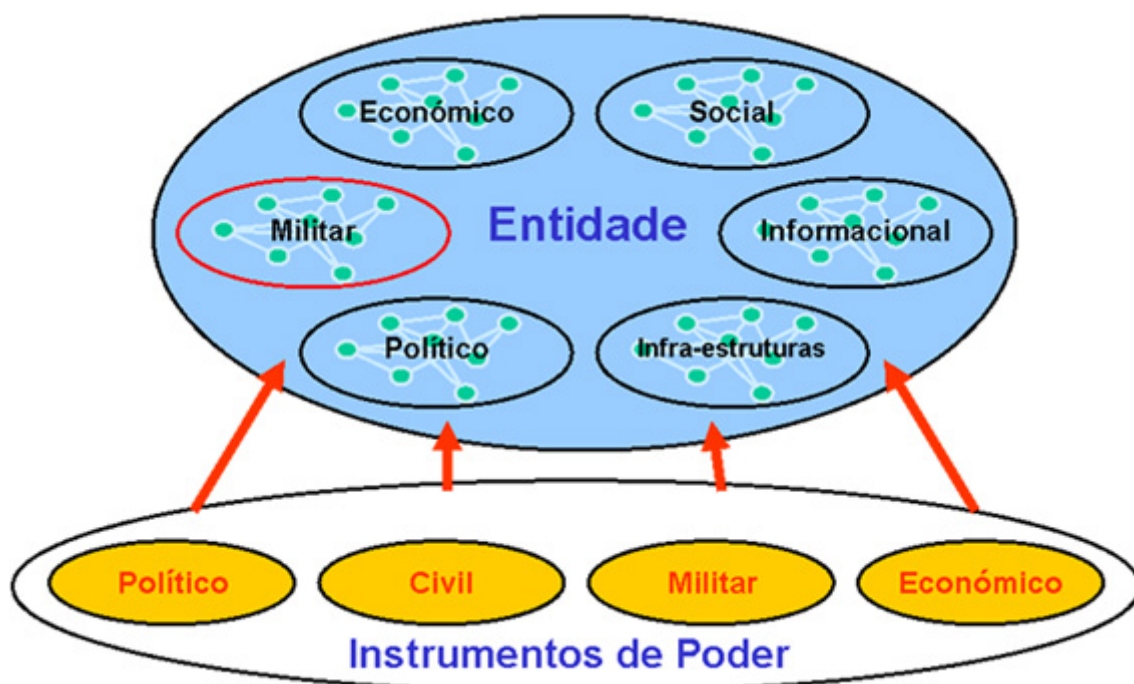 Económico
Social
Militar
Entidade
Informacional
Político
Infra-estruturas
Político
Civil
Militar
Económico
Instrumentos de Poder